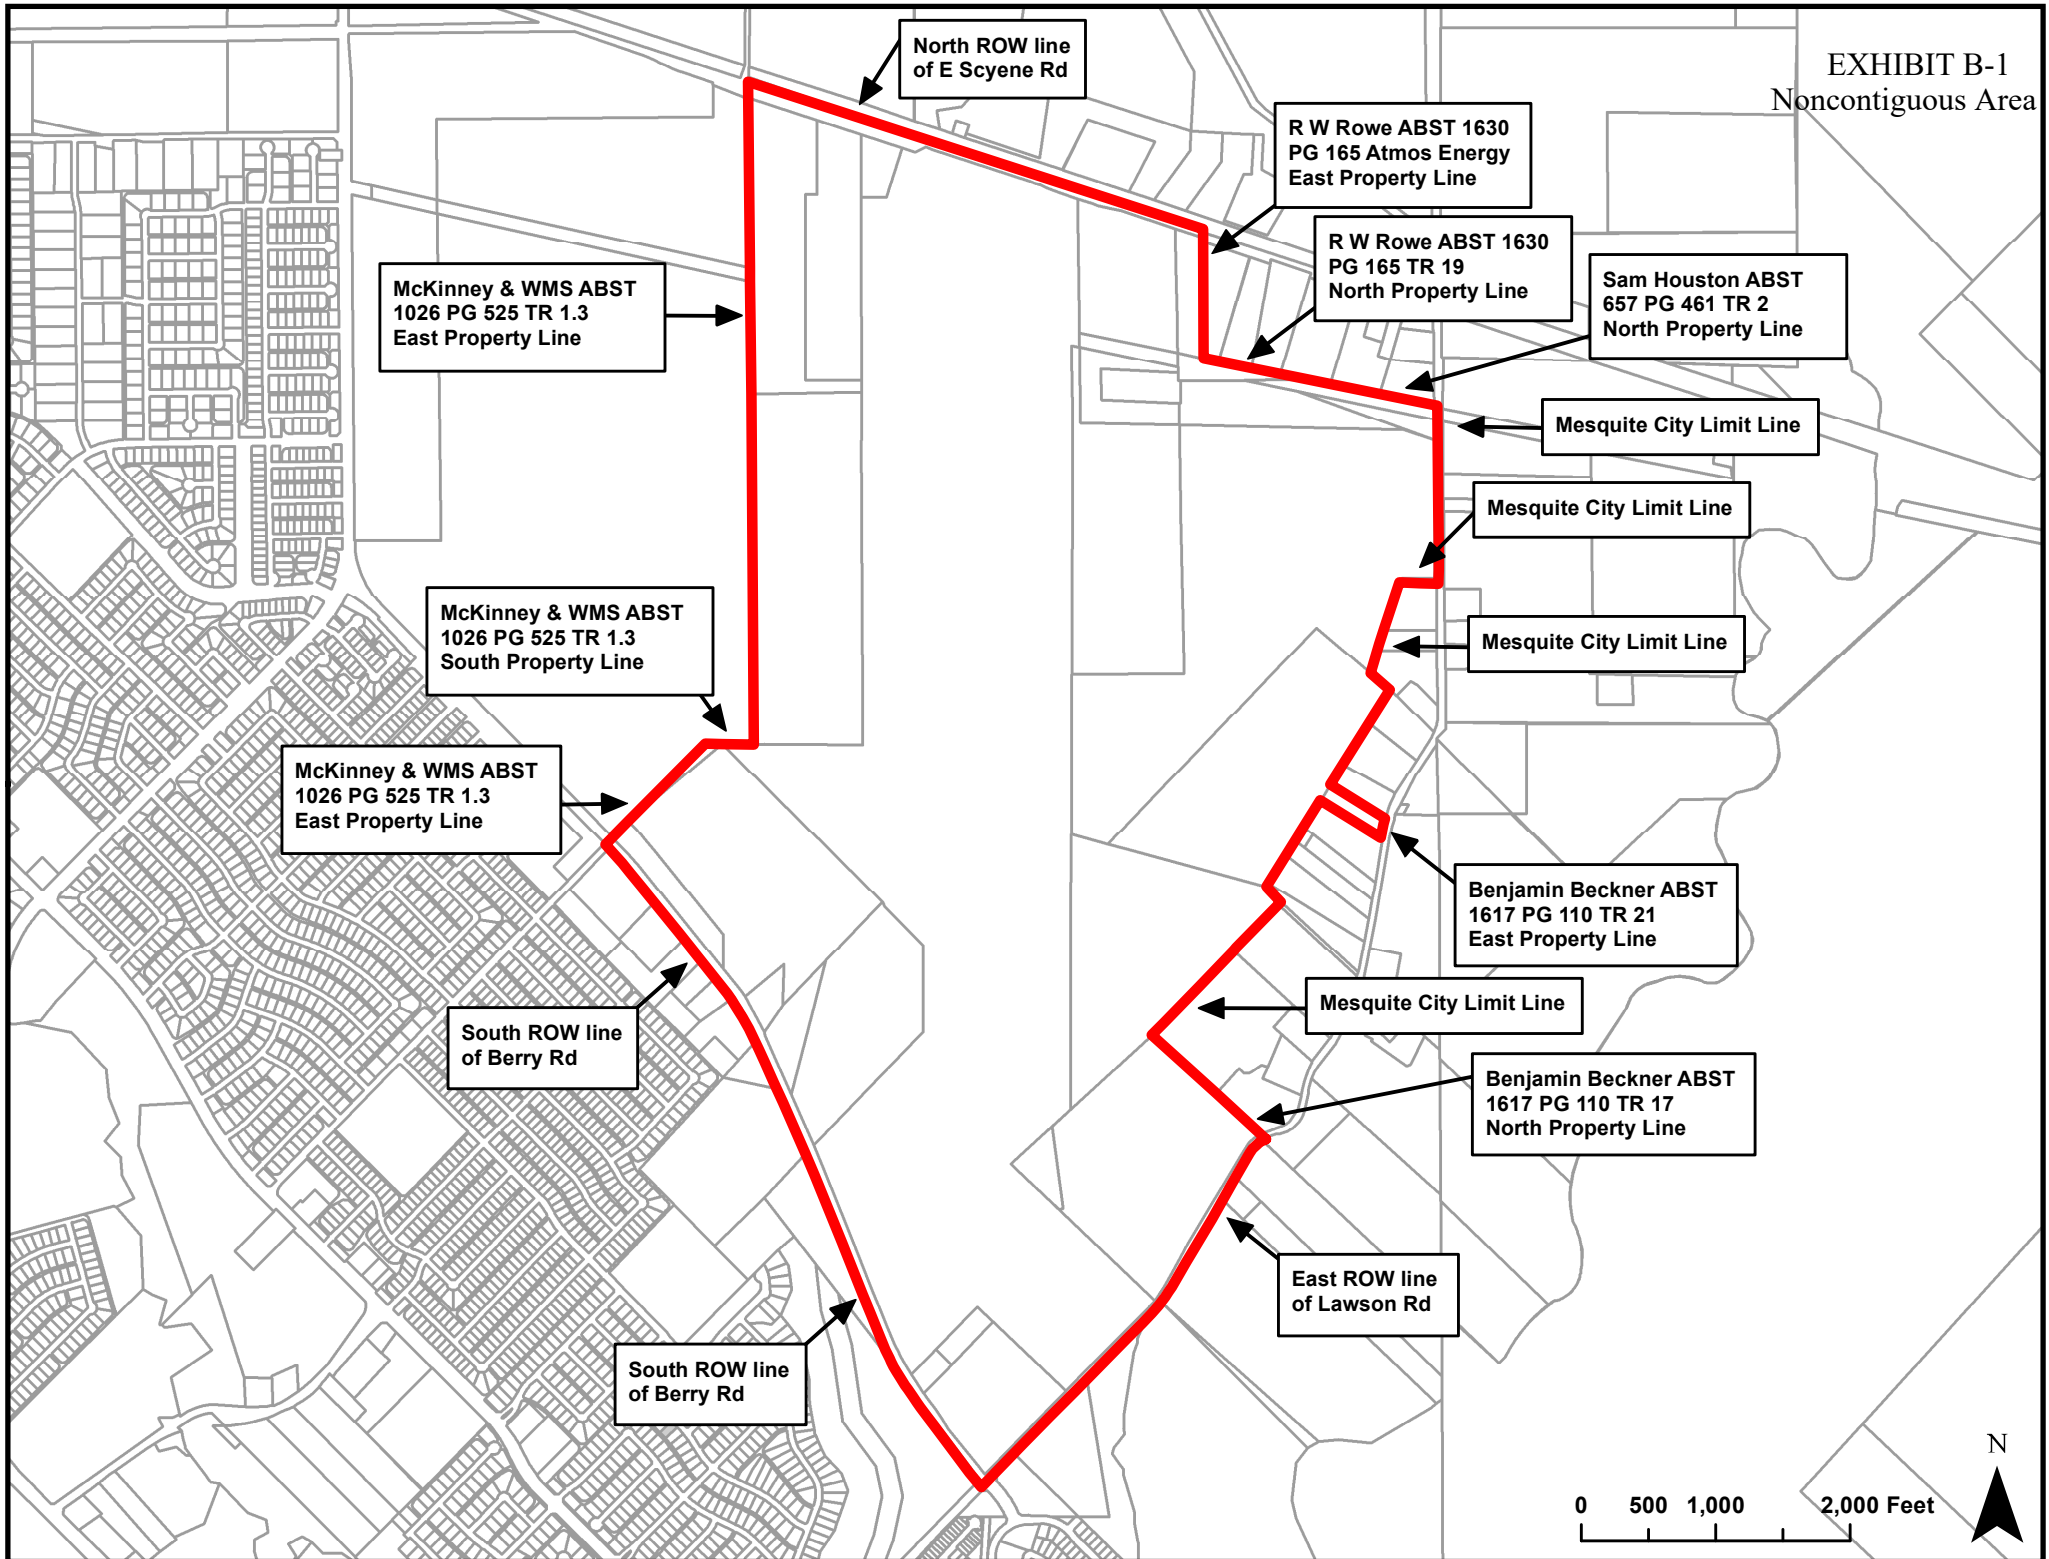 EXHIBIT B-1
Noncontiguous Area
North ROW line
of E Scyene Rd
R W Rowe ABST 1630
PG 165 Atmos Energy
East Property Line
R W Rowe ABST 1630
PG 165 TR 19
North Property Line
Sam Houston ABST
657 PG 461 TR 2
North Property Line
McKinney & WMS ABST
1026 PG 525 TR 1.3
East Property Line
Mesquite City Limit Line
Mesquite City Limit Line
McKinney & WMS ABST
1026 PG 525 TR 1.3
South Property Line
Mesquite City Limit Line
McKinney & WMS ABST
1026 PG 525 TR 1.3
East Property Line
Benjamin Beckner ABST
1617 PG 110 TR 21
East Property Line
Mesquite City Limit Line
South ROW line
of Berry Rd
Benjamin Beckner ABST
1617 PG 110 TR 17
North Property Line
East ROW line
of Lawson Rd
South ROW line
of Berry Rd
N
0 500 1,000 2,000 Feet